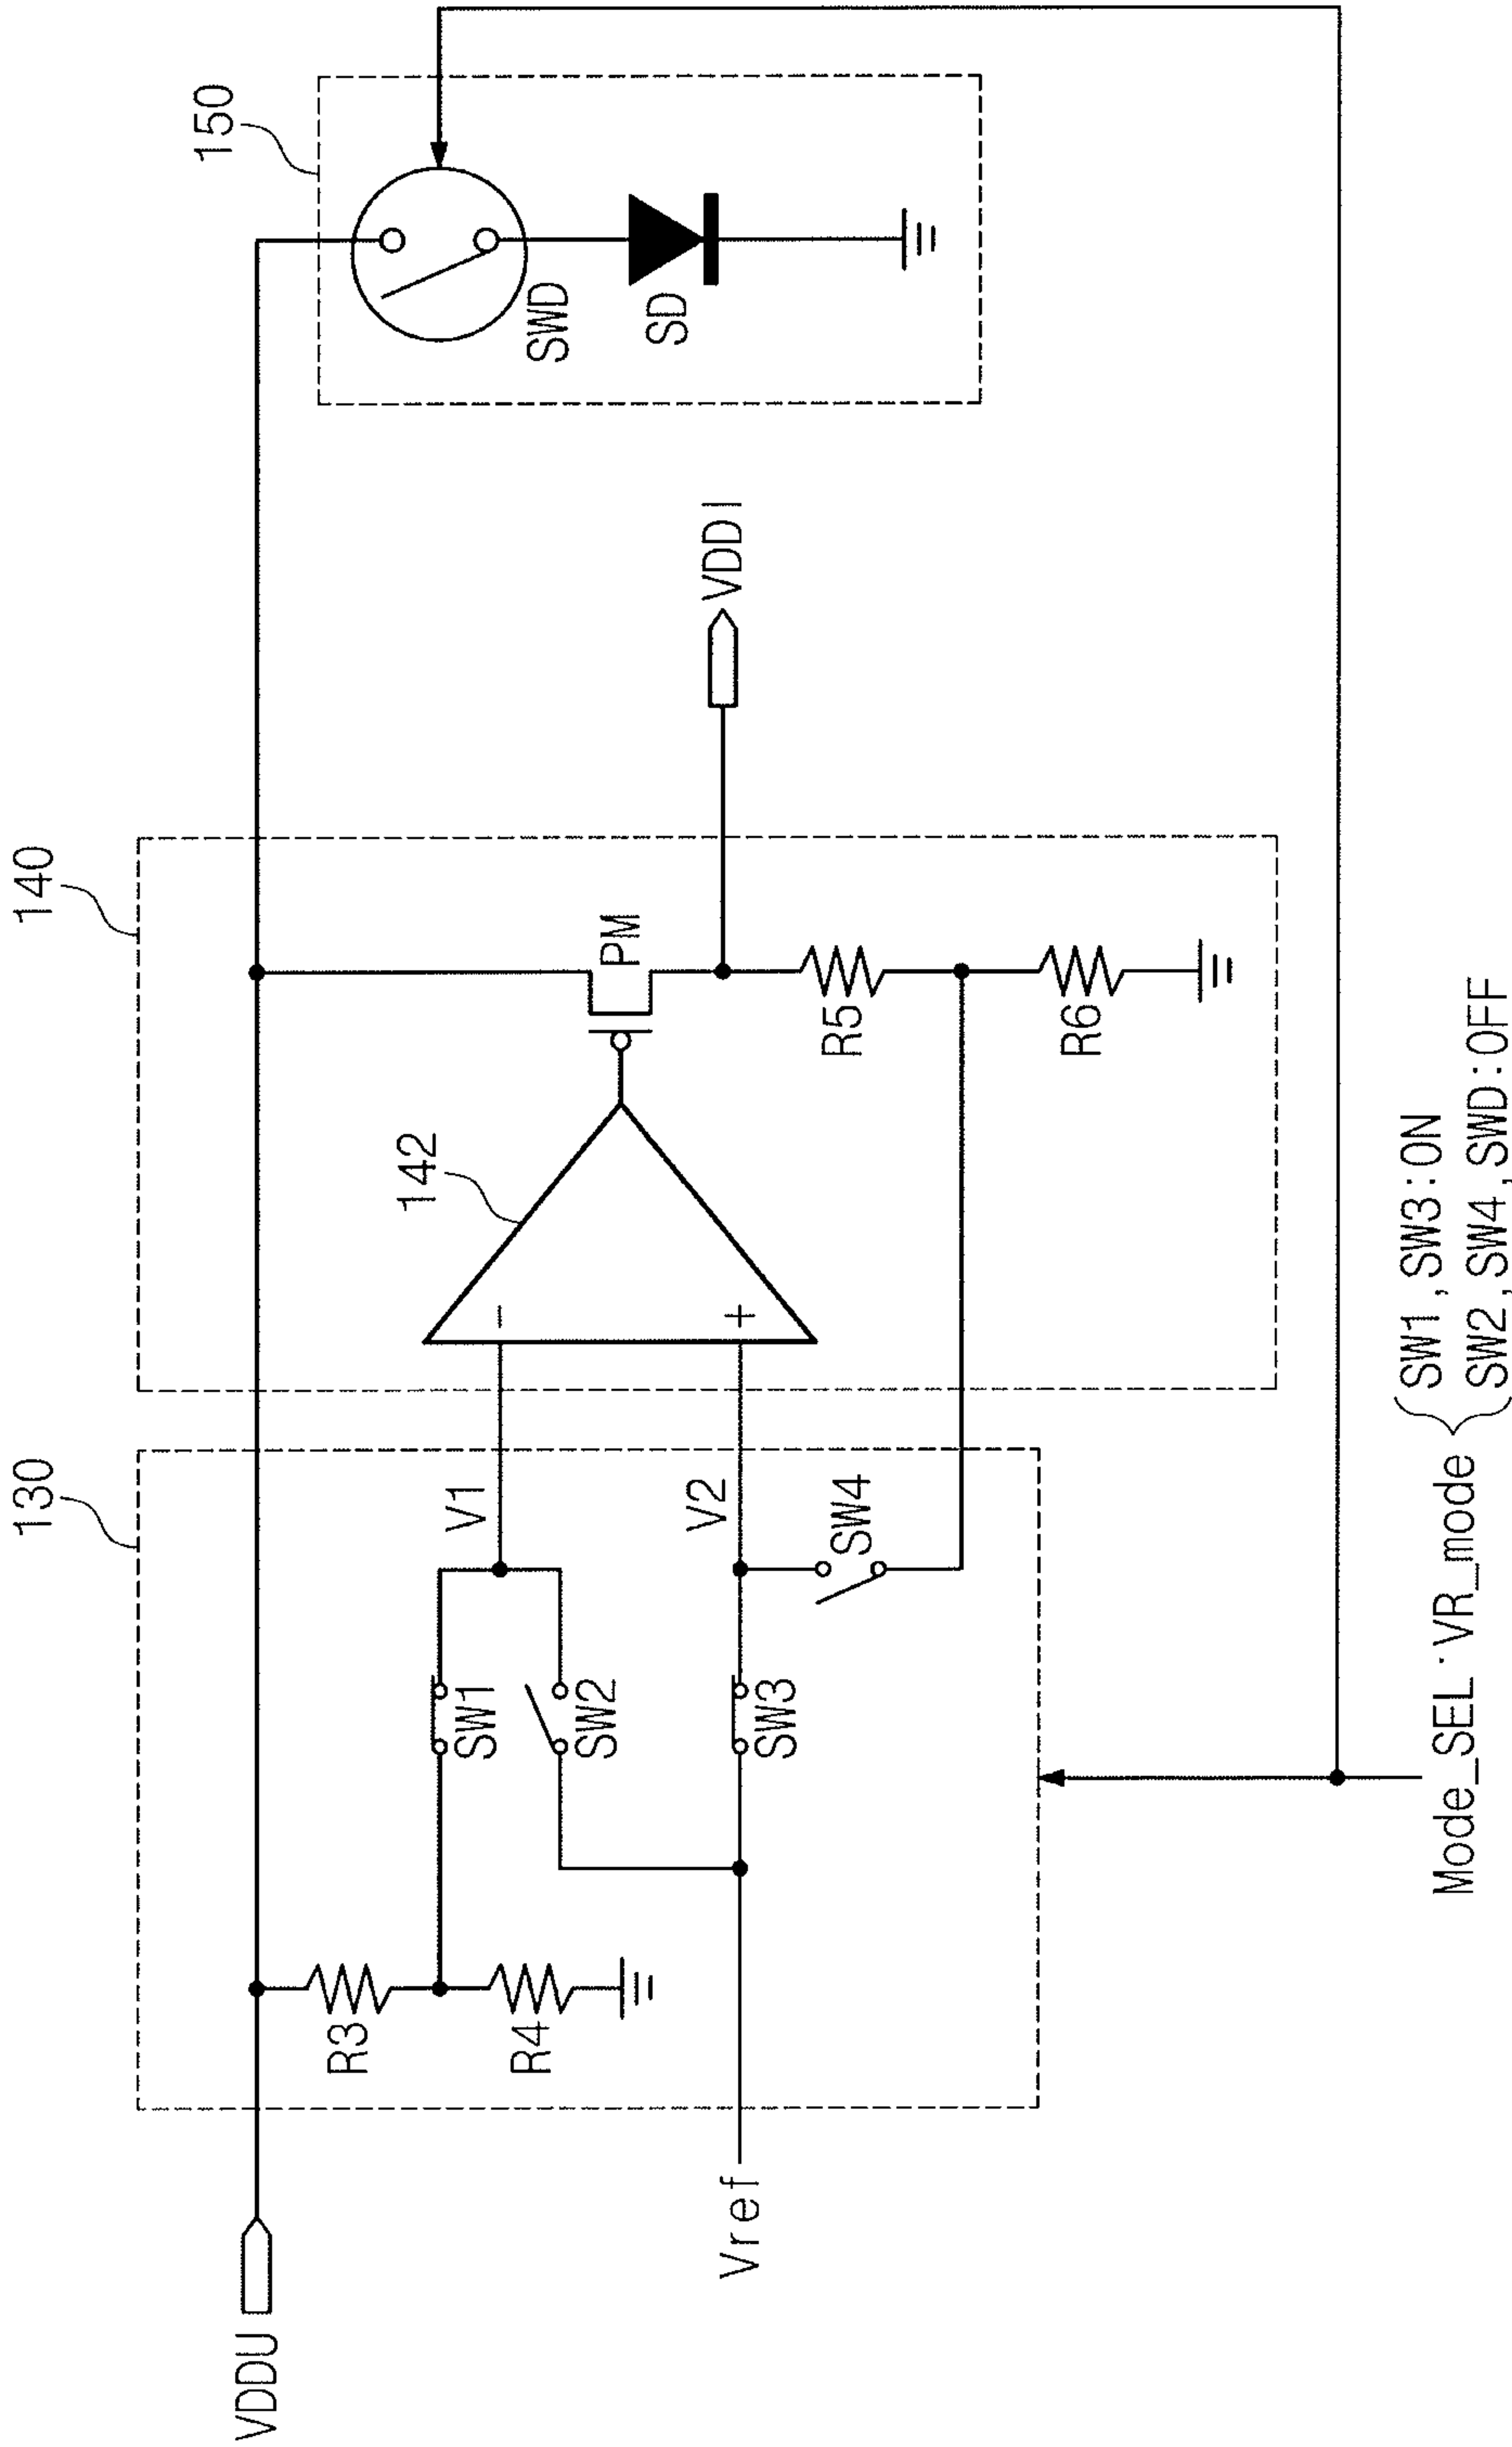 130
140
150
VDDU
R3
R4
SW1
SW2
SW3
SW4
V1
V2
Vref
142
-
+
PM
R5
R6
VDDI
SWD
SD
Mode_SEL·VR_mode
SW1,SW3:ON
SW2,SW4,SWD:OFF